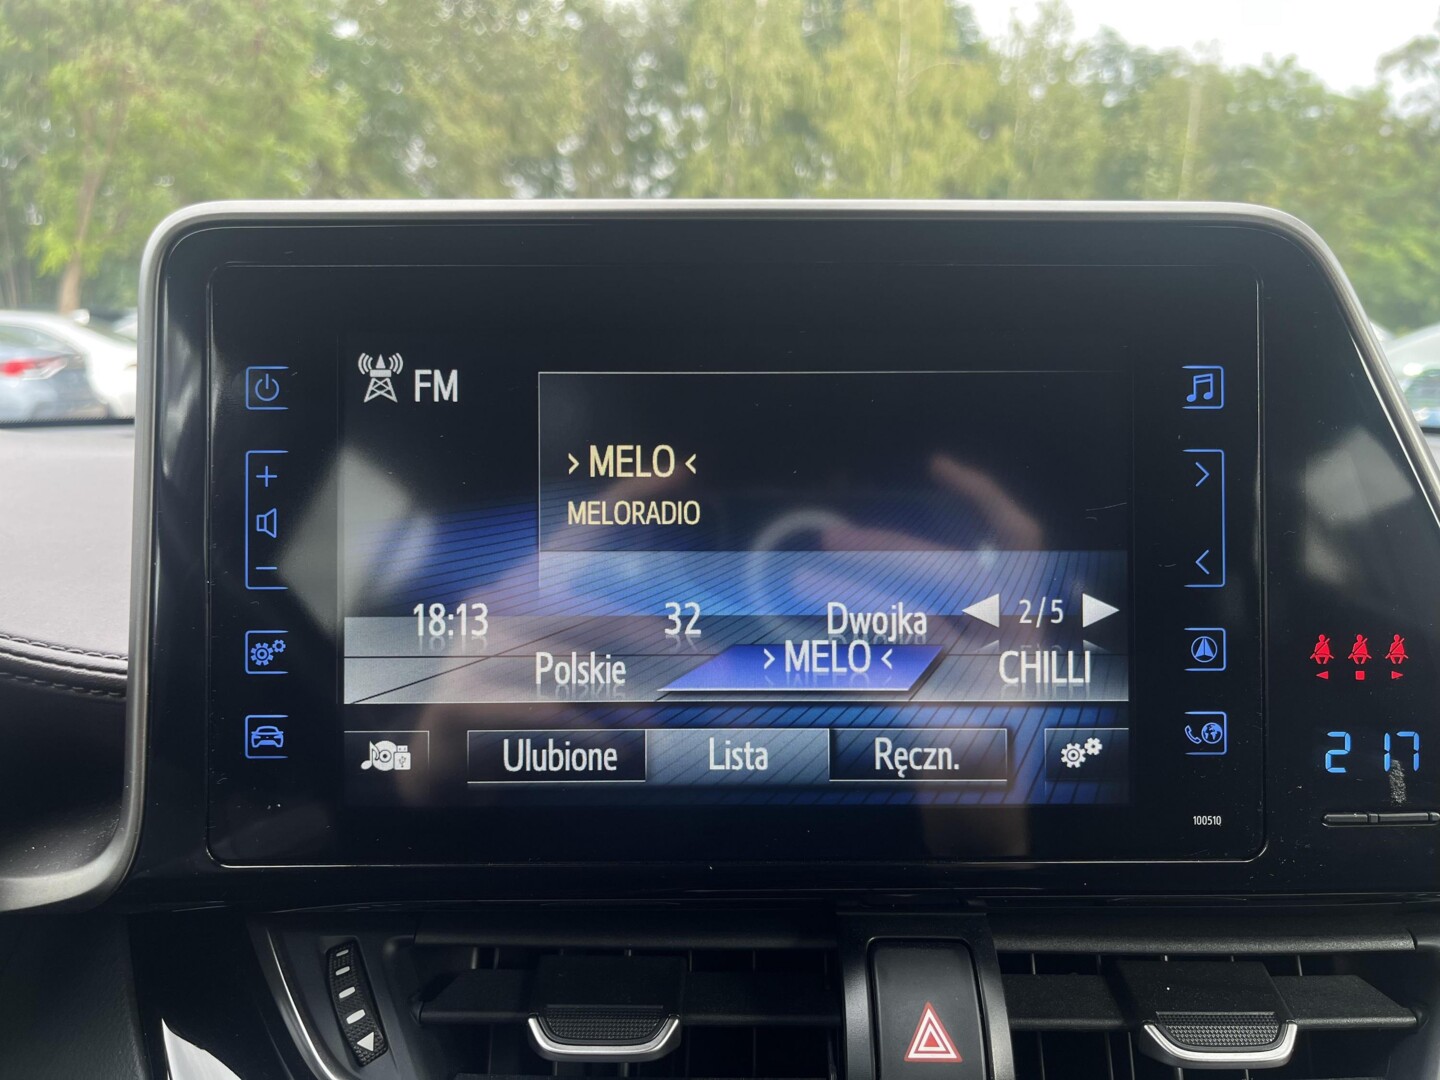 FM
> MELO <
MELORADIO
18:13 32 Dwojka 2/5
Polskie > MELO < CHILLI
Ulubione Lista Ręczn.
2 17
100510